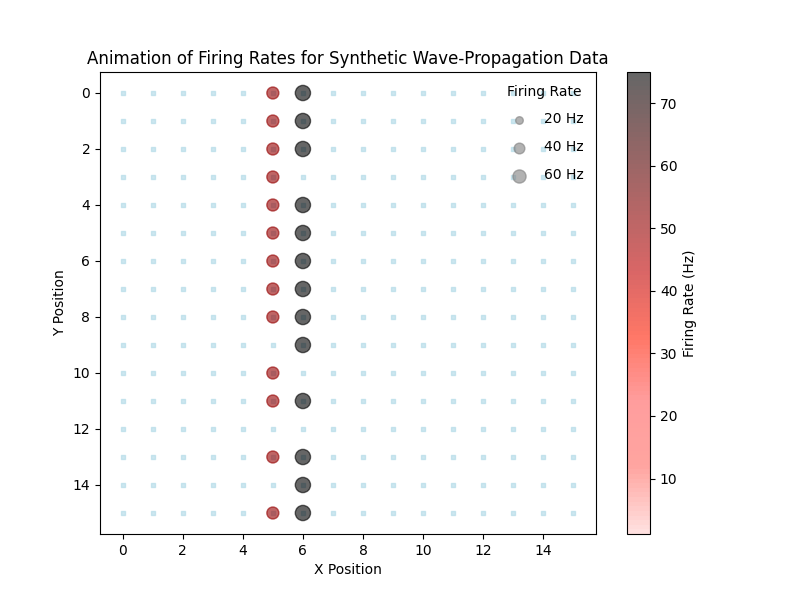 Animation of Firing Rates for Synthetic Wave-Propagation Data
Firing Rate
20 Hz
40 Hz
60 Hz
0
2
4
6
8
10
12
14
Y Position
0 2 4 6 8 10 12 14
X Position
70
60
50
40
30
20
10
Firing Rate (Hz)